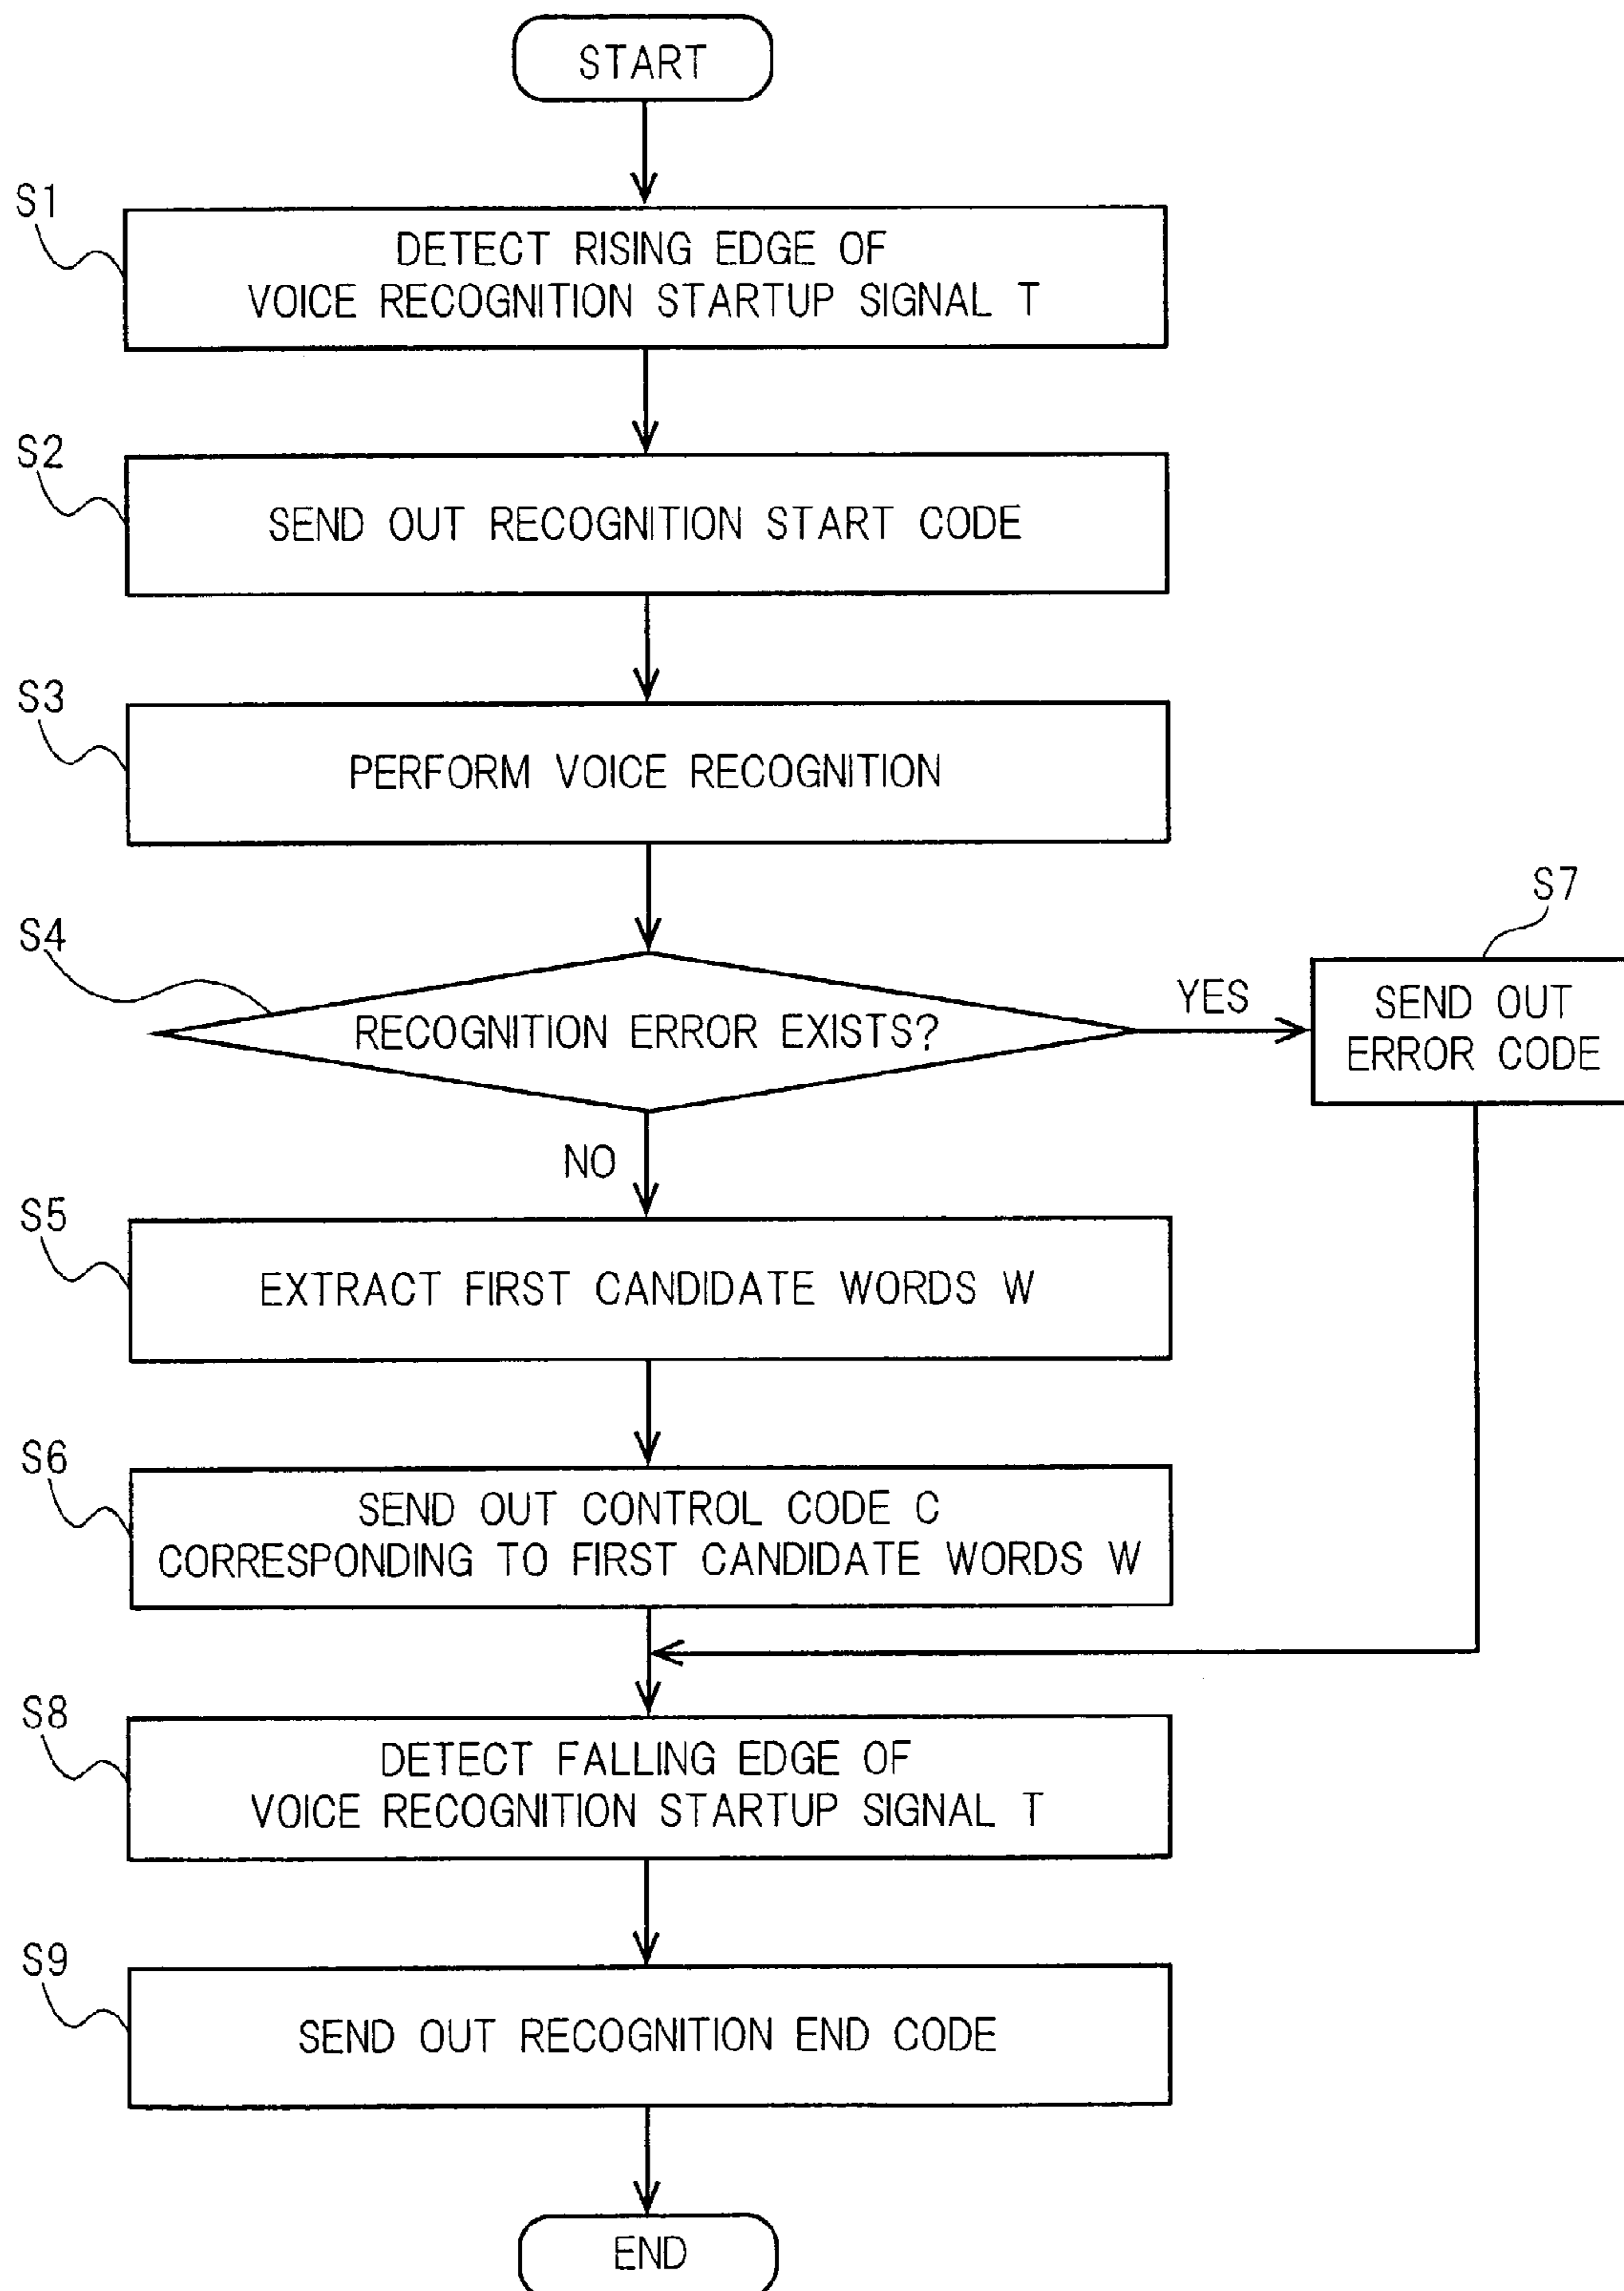 START
S1
DETECT RISING EDGE OF
VOICE RECOGNITION STARTUP SIGNAL T
S2
SEND OUT RECOGNITION START CODE
S3
PERFORM VOICE RECOGNITION
S4
RECOGNITION ERROR EXISTS?
YES
S7
SEND OUT
ERROR CODE
NO
S5
EXTRACT FIRST CANDIDATE WORDS W
S6
SEND OUT CONTROL CODE C
CORRESPONDING TO FIRST CANDIDATE WORDS W
S8
DETECT FALLING EDGE OF
VOICE RECOGNITION STARTUP SIGNAL T
S9
SEND OUT RECOGNITION END CODE
END